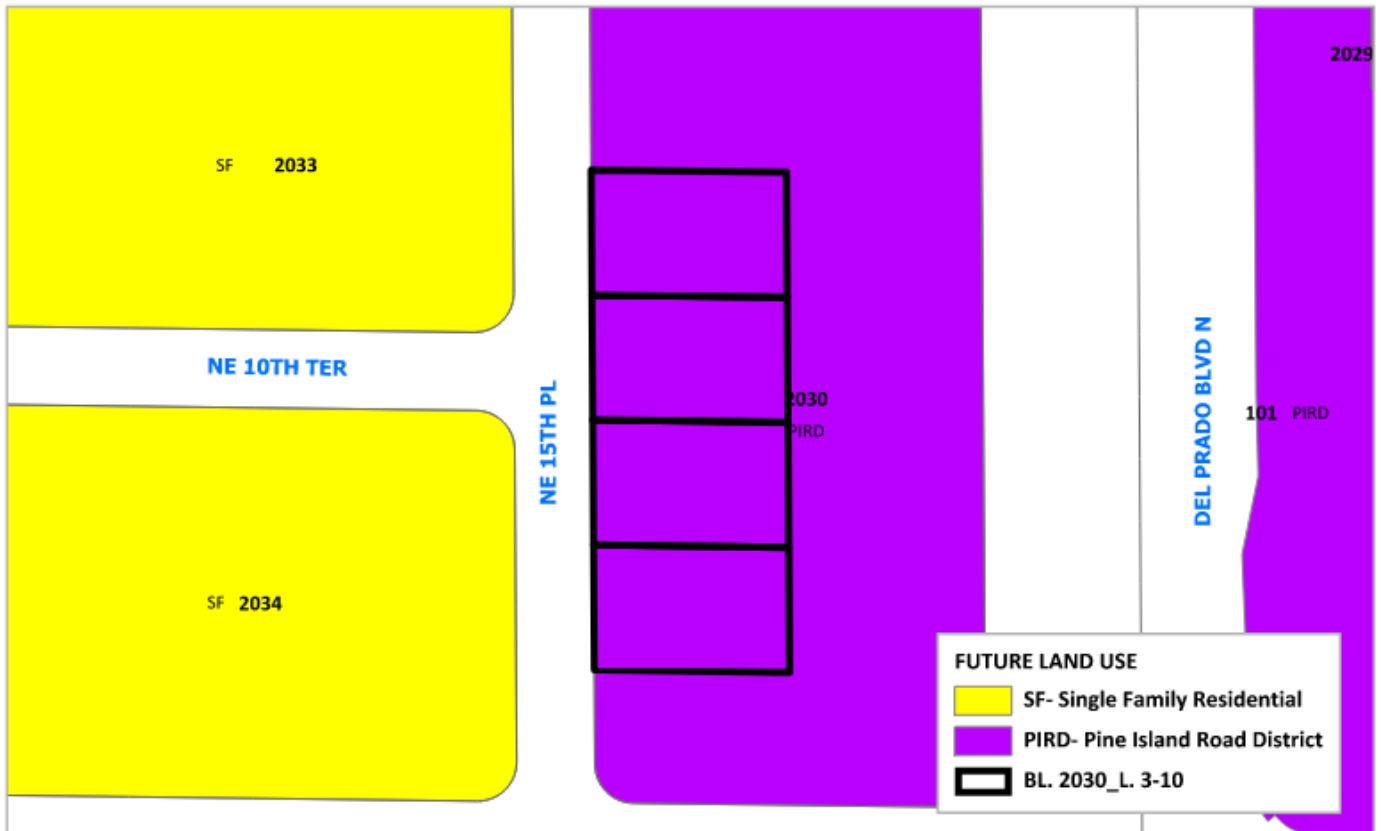 2029
SF 2033
NE 10TH TER
NE 15TH PL
2030
PIRD
DEL PRADO BLVD N
101 PIRD
SF 2034
FUTURE LAND USE
SF- Single Family Residential
PIRD- Pine Island Road District
BL. 2030_L. 3-10